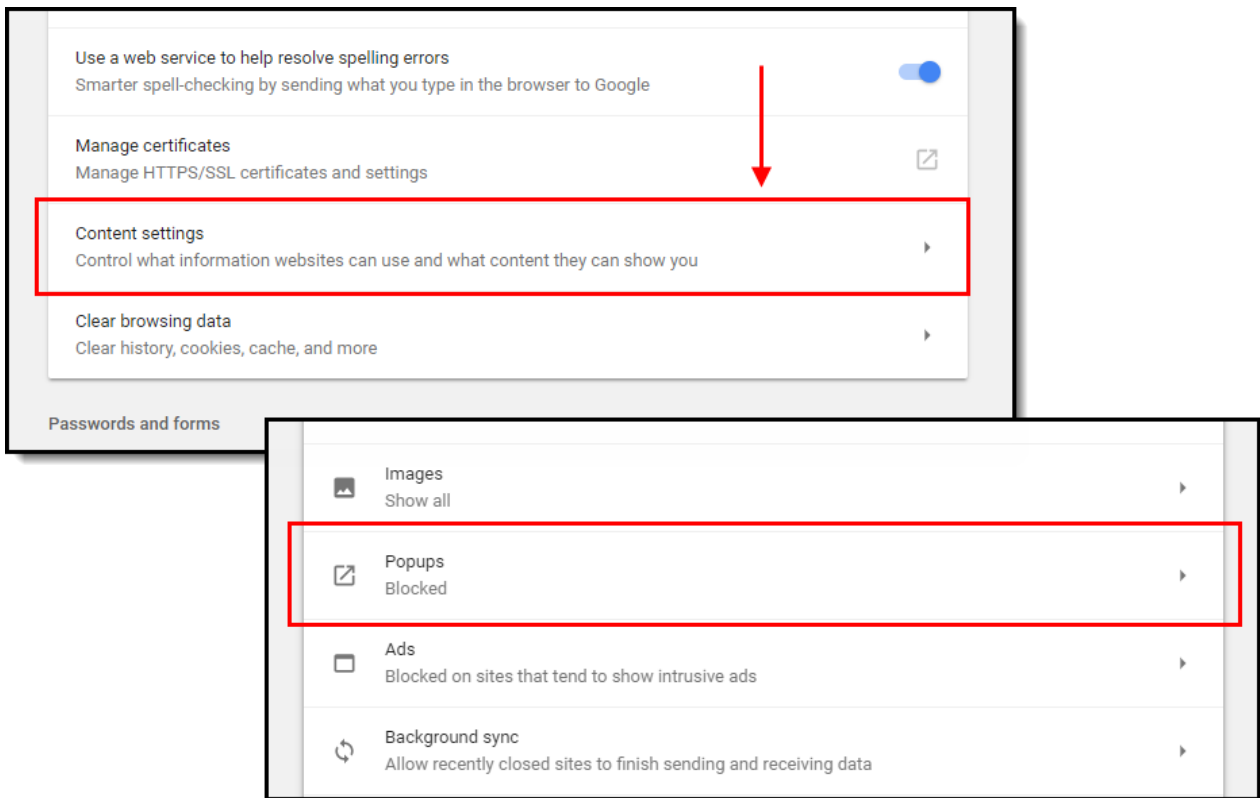 Use a web service to help resolve spelling errors
Smarter spell-checking by sending what you type in the browser to Google
Manage certificates
Manage HTTPS/SSL certificates and settings
Content settings
Control what information websites can use and what content they can show you
Clear browsing data
Clear history, cookies, cache, and more
Passwords and forms
Images
Show all
Popups
Blocked
Ads
Blocked on sites that tend to show intrusive ads
Background sync
Allow recently closed sites to finish sending and receiving data